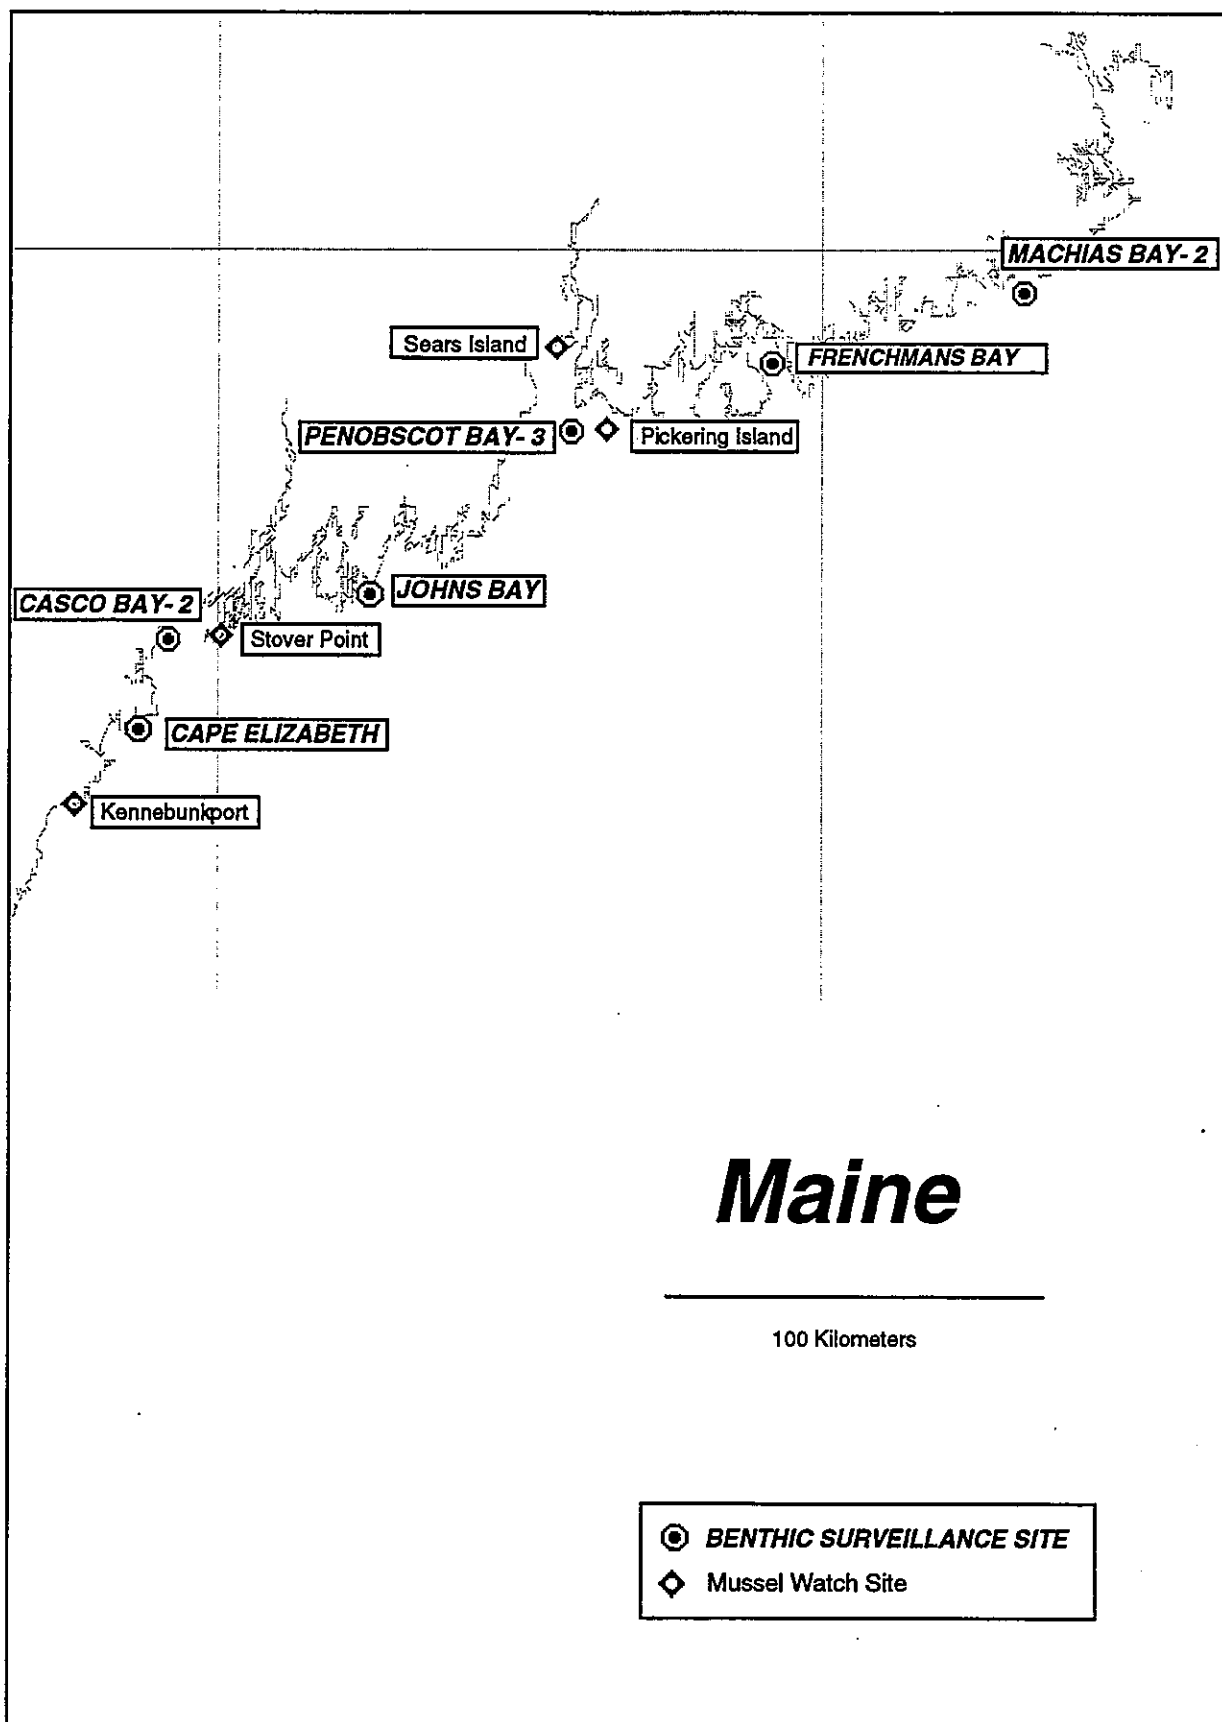 MACHIAS BAY- 2
Sears Island
FRENCHMANS BAY
PENOBSCOT BAY- 3
Pickering Island
JOHNS BAY
CASCO BAY- 2
Stover Point
CAPE ELIZABETH
Kennebunkport
Maine
100 Kilometers
BENTHIC SURVEILLANCE SITE
Mussel Watch Site